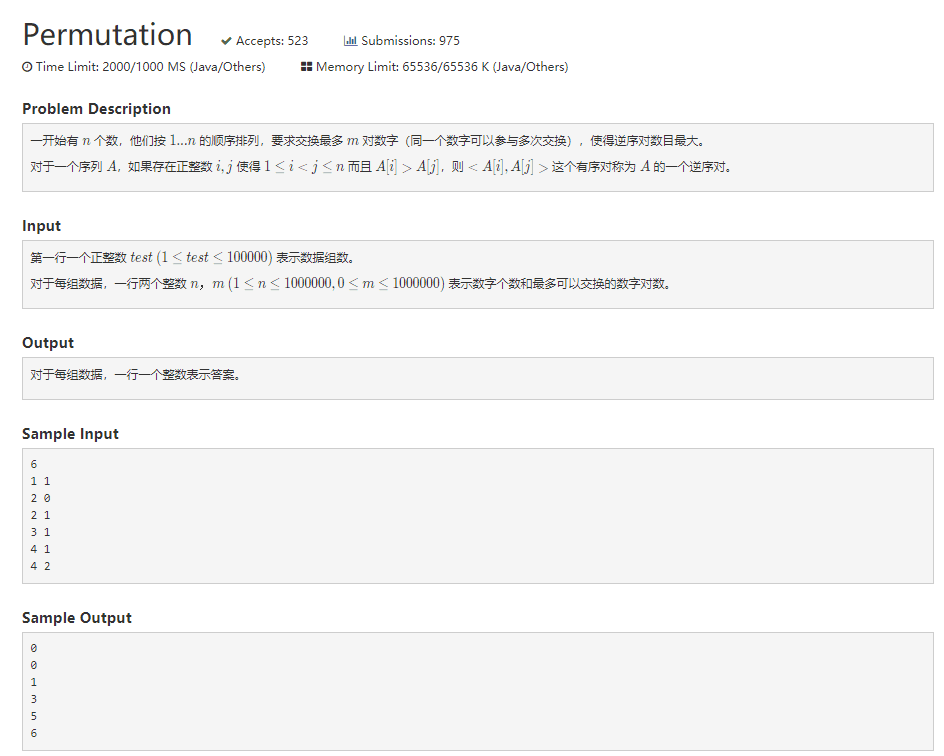 Permutation Accepts: 523 Submissions: 975
Time Limit: 2000/1000 MS (Java/Others) Memory Limit: 65536/65536 K (Java/Others)
Problem Description
一开始有 n 个数，他们按 1...n 的顺序排列，要求交换最多 m 对数字（同一个数字可以参与多次交换），使得逆序对数目最大。
对于一个序列 A，如果存在正整数 i, j 使得 1 ≤ i < j ≤ n 而且 A[i] > A[j]，则 < A[i], A[j] > 这个有序对称为 A 的一个逆序对。
Input
第一行一个正整数 test (1 ≤ test ≤ 100000) 表示数据组数。
对于每组数据，一行两个整数 n，m (1 ≤ n ≤ 1000000, 0 ≤ m ≤ 1000000) 表示数字个数和最多可以交换的数字对数。
Output
对于每组数据，一行一个整数表示答案。
Sample Input
6
1 1
2 0
2 1
3 1
4 1
4 2
Sample Output
0
0
1
3
5
6